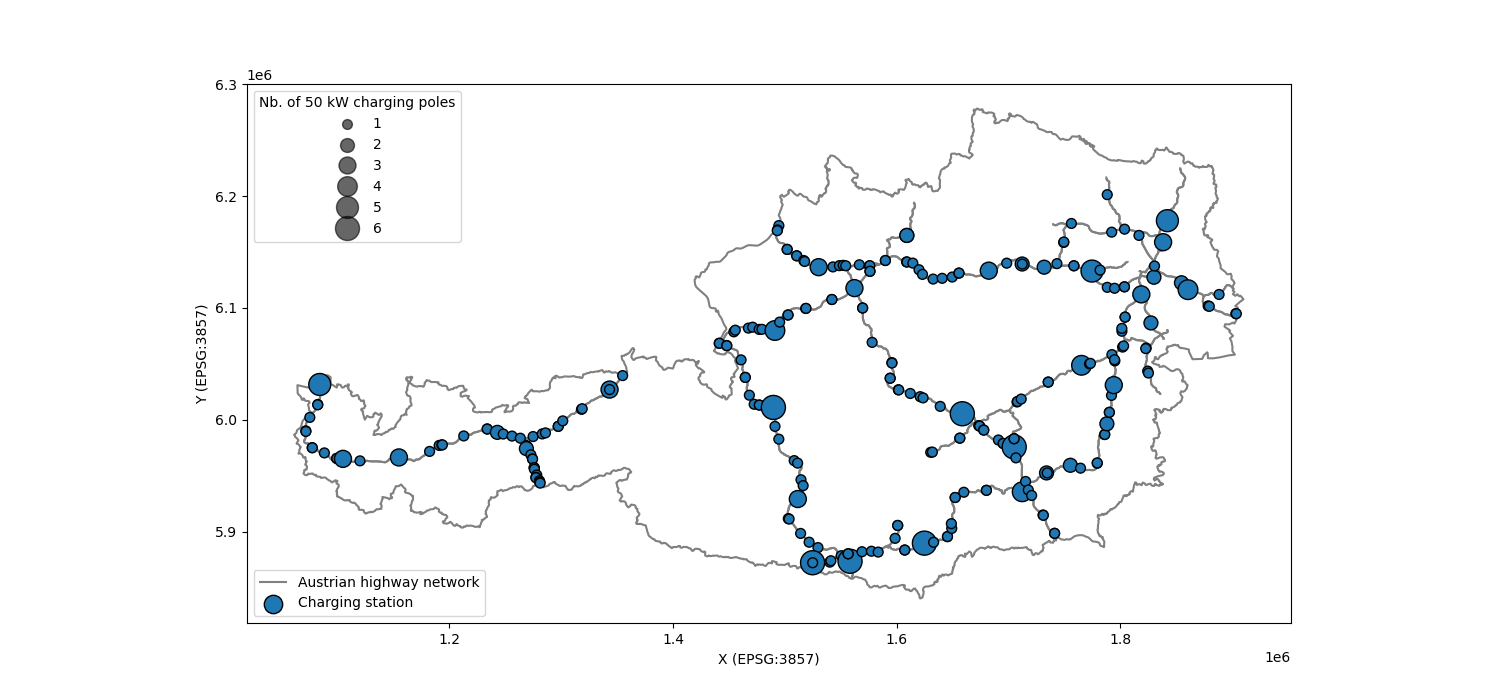 1e6
6.3
Nb. of 50 kW charging poles
1
2
3
4
5
6
6.2
6.1
6.0
5.9
Y (EPSG:3857)
Austrian highway network
Charging station
1.2 1.4 1.6 1.8
X (EPSG:3857)
1e6